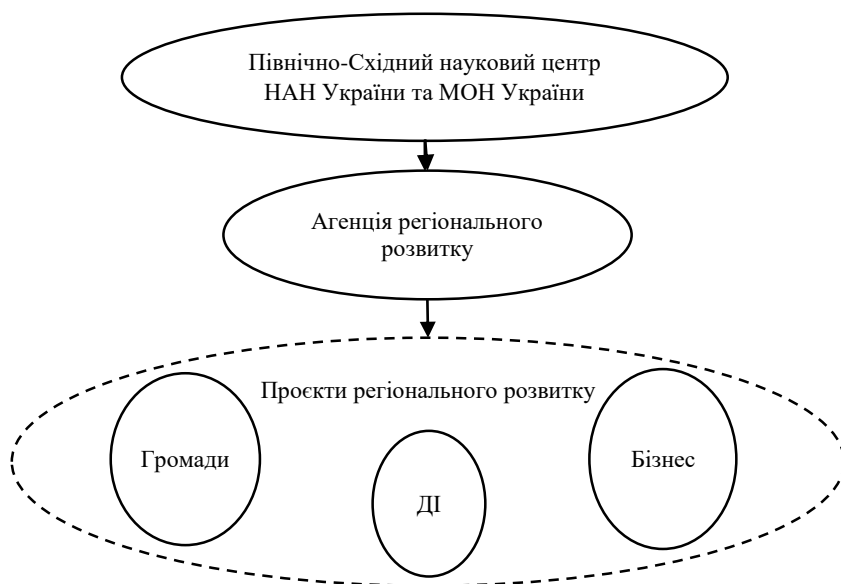 Північно-Східний науковий центр
НАН України та МОН України
Агенція регіонального
розвитку
Проєкти регіонального розвитку
Громади
ДІ
Бізнес